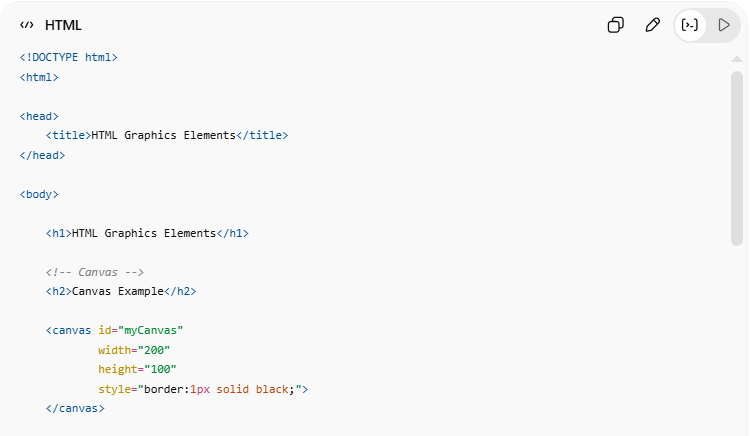 HTML
<!DOCTYPE html>
<html>
<head>
    <title>HTML Graphics Elements</title>
</head>
<body>
    <h1>HTML Graphics Elements</h1>
    <!-- Canvas -->
    <h2>Canvas Example</h2>
    <canvas id="myCanvas"
            width="200"
            height="100"
            style="border:1px solid black;">
    </canvas>